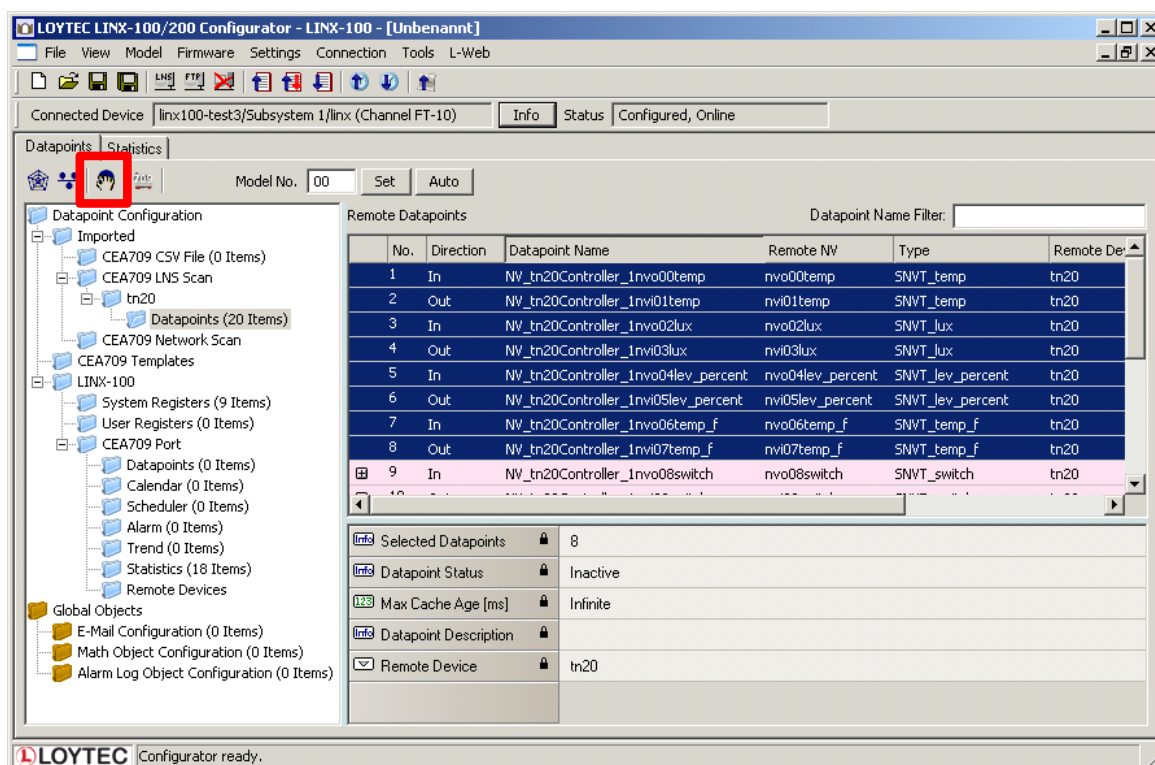 LOYTEC LINX-100/200 Configurator - LINX-100 - [Unbenannt]
File View Model Firmware Settings Connection Tools L-Web
LNS FTP
Connected Device linx100-test3/Subsystem 1/linx (Channel FT-10) Info Status Configured, Online
Datapoints Statistics
Model No. 00 Set Auto
Datapoint Configuration
Imported
CEA709 CSV File (0 Items)
CEA709 LNS Scan
tn20
Datapoints (20 Items)
CEA709 Network Scan
CEA709 Templates
LINX-100
System Registers (9 Items)
User Registers (0 Items)
CEA709 Port
Datapoints (0 Items)
Calendar (0 Items)
Scheduler (0 Items)
Alarm (0 Items)
Trend (0 Items)
Statistics (18 Items)
Remote Devices
Global Objects
E-Mail Configuration (0 Items)
Math Object Configuration (0 Items)
Alarm Log Object Configuration (0 Items)
Remote Datapoints Datapoint Name Filter:
No. Direction Datapoint Name Remote NV Type Remote De
1 In NV_tn20Controller_1nvo00temp nvo00temp SNVT_temp tn20
2 Out NV_tn20Controller_1nvi01temp nvi01temp SNVT_temp tn20
3 In NV_tn20Controller_1nvo02lux nvo02lux SNVT_lux tn20
4 Out NV_tn20Controller_1nvi03lux nvi03lux SNVT_lux tn20
5 In NV_tn20Controller_1nvo04lev_percent nvo04lev_percent SNVT_lev_percent tn20
6 Out NV_tn20Controller_1nvi05lev_percent nvi05lev_percent SNVT_lev_percent tn20
7 In NV_tn20Controller_1nvo06temp_f nvo06temp_f SNVT_temp_f tn20
8 Out NV_tn20Controller_1nvi07temp_f nvi07temp_f SNVT_temp_f tn20
9 In NV_tn20Controller_1nvo08switch nvo08switch SNVT_switch tn20
Info Selected Datapoints 8
Info Datapoint Status Inactive
123 Max Cache Age [ms] Infinite
Info Datapoint Description
Remote Device tn20
LOYTEC Configurator ready.